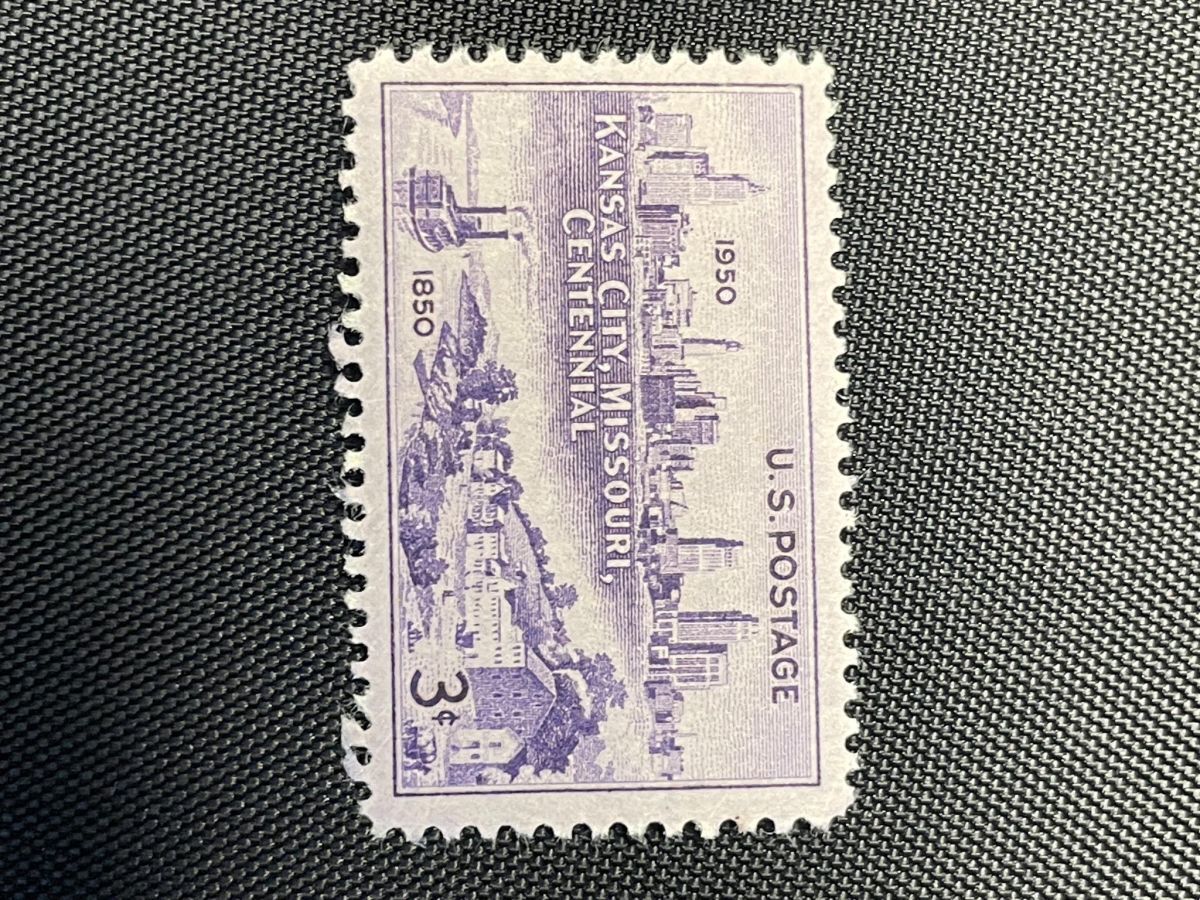 U.S. POSTAGE
1950
KANSAS CITY, MISSOURI,
CENTENNIAL
1850
3¢